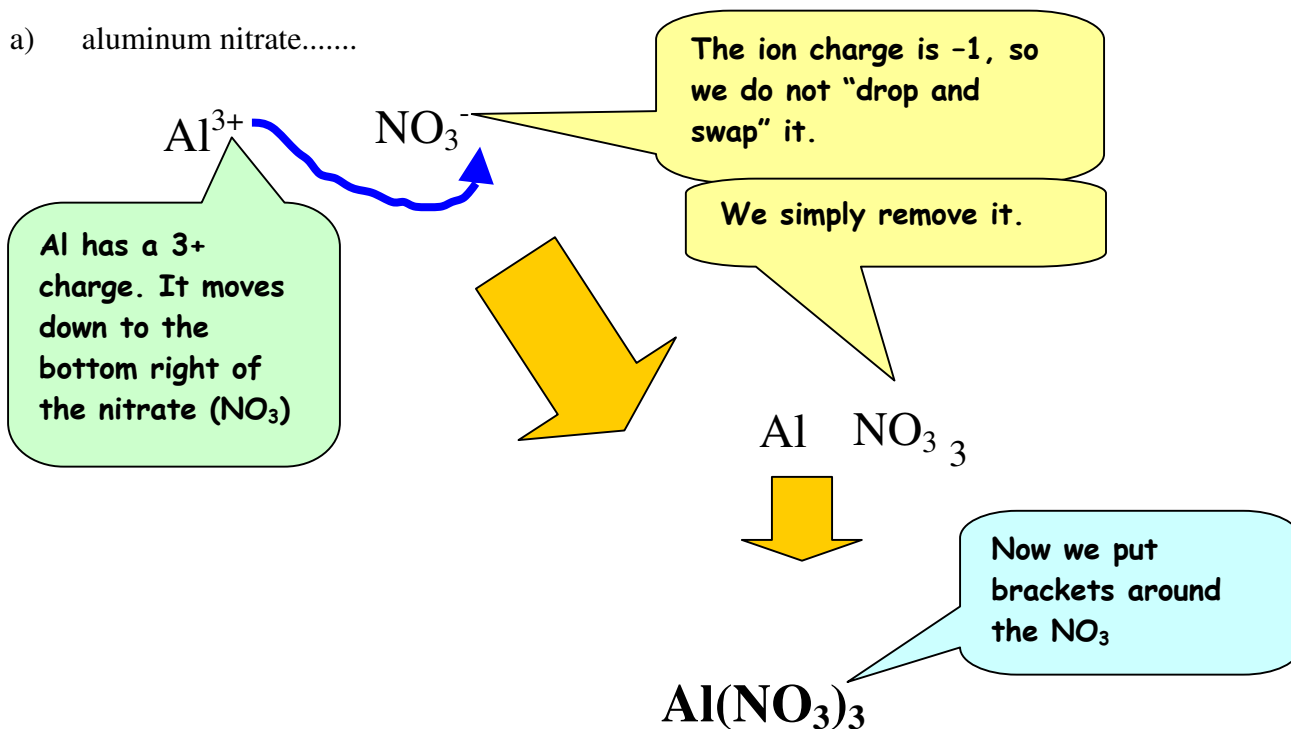 a) aluminum nitrate.......
Al³⁺ NO₃⁻
The ion charge is –1, so
we do not “drop and
swap” it.
We simply remove it.
Al has a 3+
charge. It moves
down to the
bottom right of
the nitrate (NO₃)
Al NO₃ ₃
Now we put
brackets around
the NO₃
Al(NO₃)₃